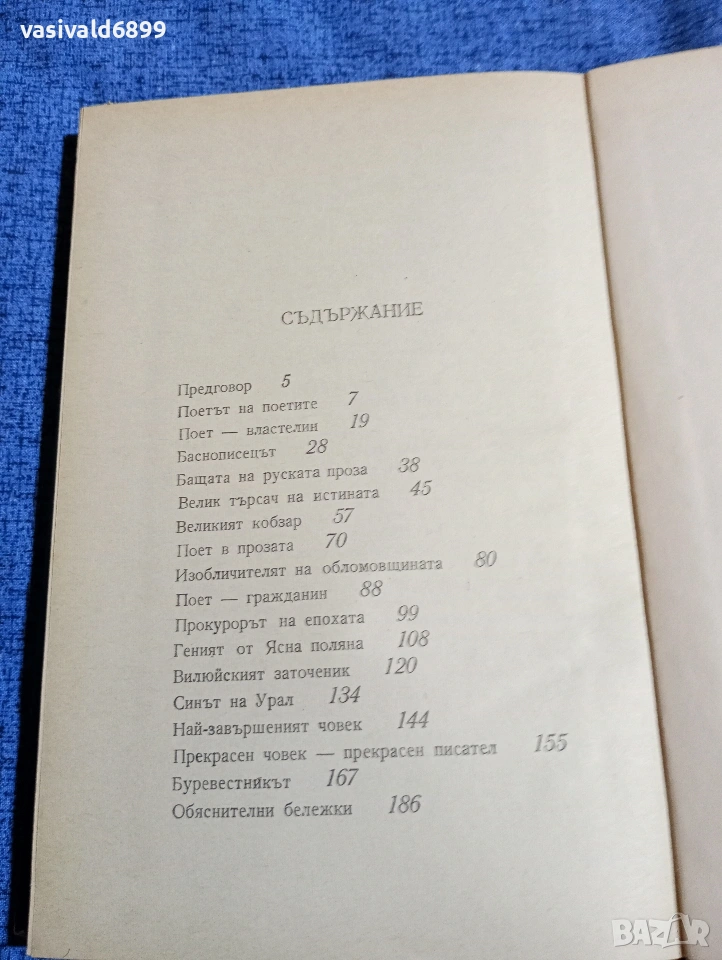 vasivald6899
СЪДЪРЖАНИЕ
Предговор 5
Поетът на поетите 7
Поет — властелин 19
Баснописецът 28
Бащата на руската проза 38
Велик търсач на истината 45
Великият кобзар 57
Поет в прозата 70
Изобличителят на обломовщината 80
Поет — гражданин 88
Прокурорът на епохата 99
Геният от Ясна поляна 108
Вилюйският заточеник 120
Синът на Урал 134
Най-завършеният човек 144
Прекрасен човек — прекрасен писател 155
Буревестникът 167
Обяснителни бележки 186
BAZAR